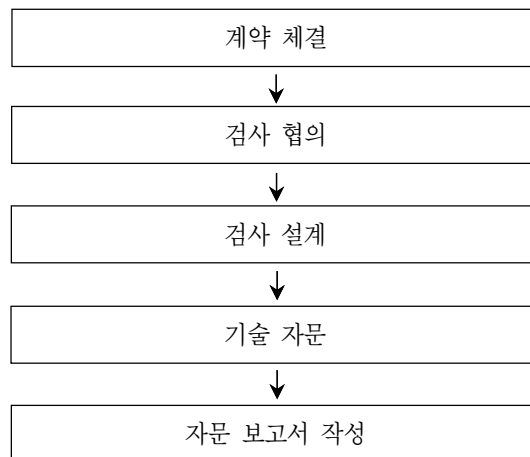 계약 체결
검사 협의
검사 설계
기술 자문
자문 보고서 작성